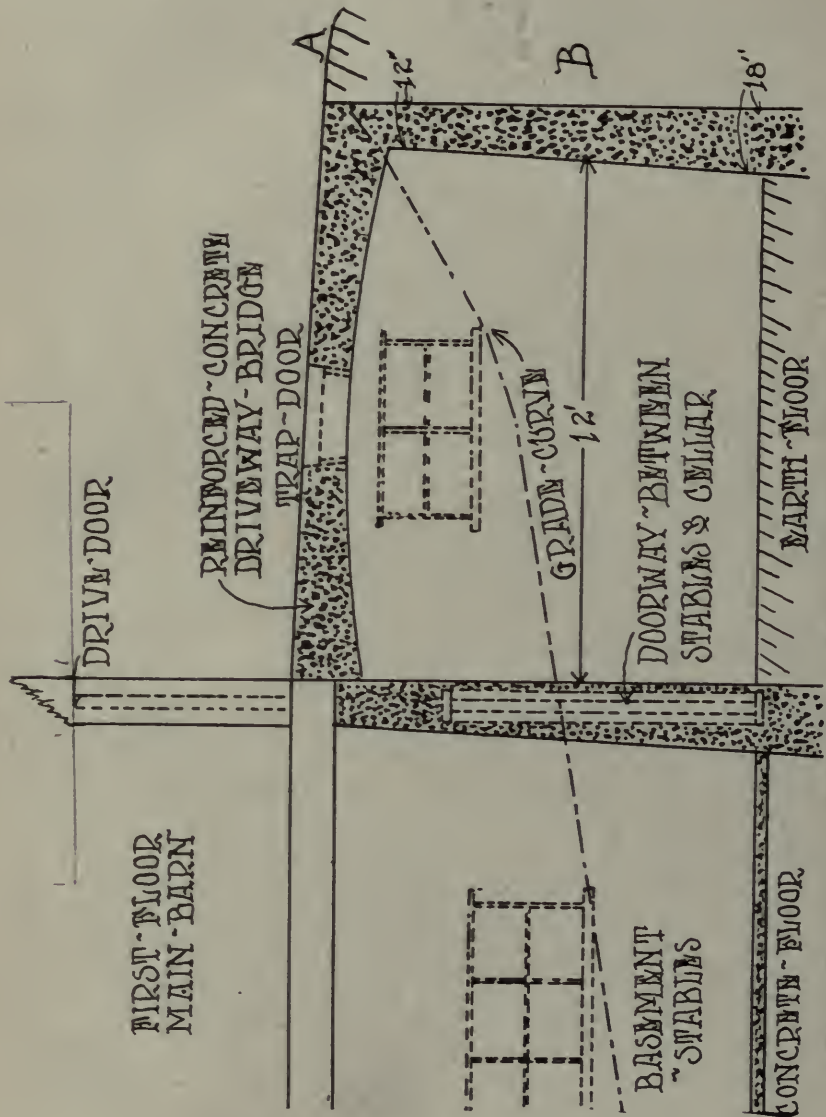 DRIVE~DOOR
FIRST~FLOOR
MAIN~BARN
REINFORCED~CONCRETE
DRIVEWAY~BRIDGE
TRAP~DOOR
A
12"
B
GRADE~CURVE
12'
18"
DOORWAY~BETWEEN
STABLES & CELLAR
BASEMENT
~STABLES
EARTH~FLOOR
CONCRETE~FLOOR